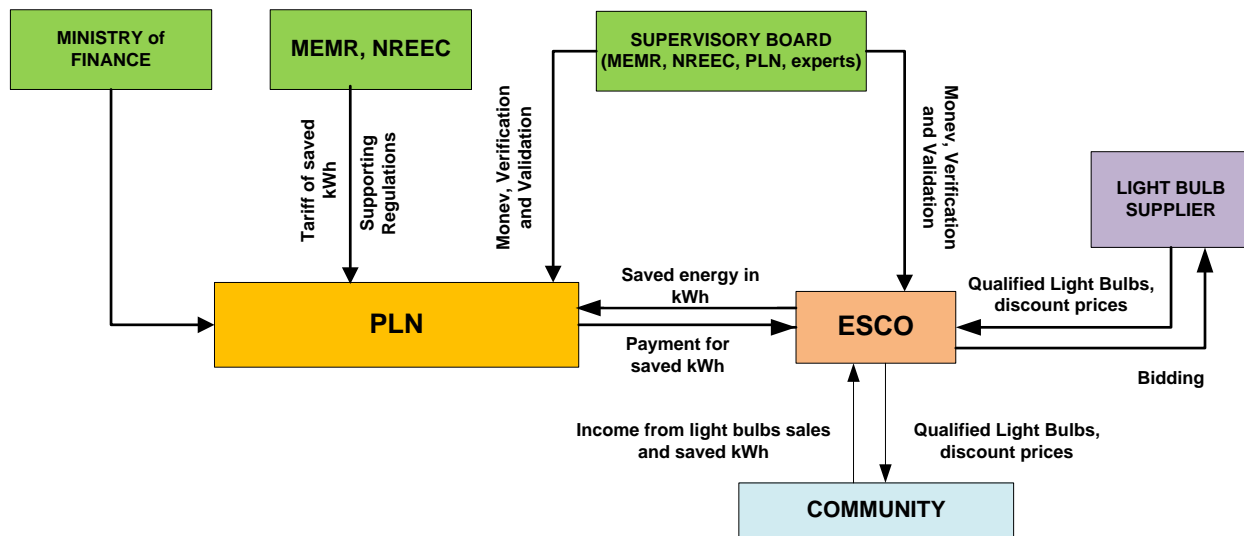 MINISTRY of
FINANCE
MEMR, NREEC
SUPERVISORY BOARD
(MEMR, NREEC, PLN, experts)
Tariff of saved
kWh
Supporting
Regulations
Monev, Verification
and Validation
Monev, Verification
and Validation
LIGHT BULB
SUPPLIER
Saved energy in
kWh
Qualified Light Bulbs,
discount prices
PLN
ESCO
Payment for
saved kWh
Bidding
Income from light bulbs sales
and saved kWh
Qualified Light Bulbs,
discount prices
COMMUNITY